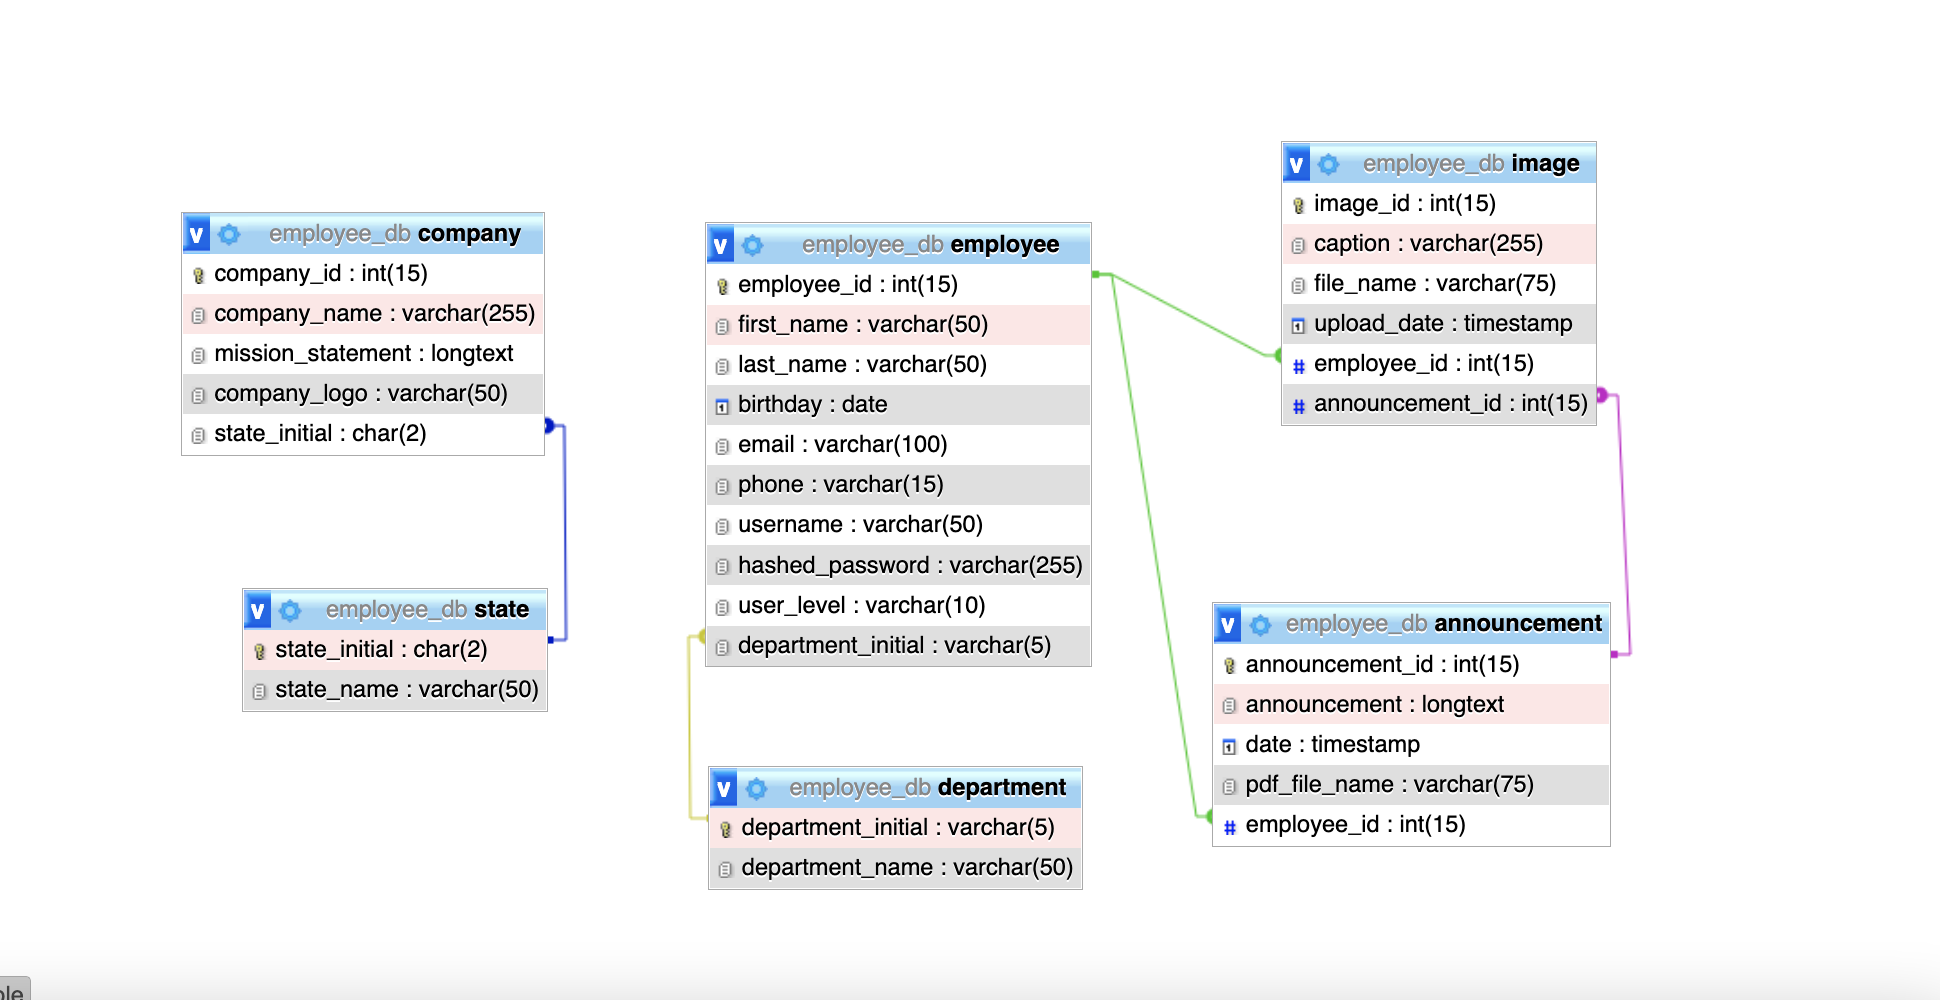 v employee_db company
company_id : int(15)
company_name : varchar(255)
mission_statement : longtext
company_logo : varchar(50)
state_initial : char(2)
v employee_db state
state_initial : char(2)
state_name : varchar(50)
v employee_db employee
employee_id : int(15)
first_name : varchar(50)
last_name : varchar(50)
birthday : date
email : varchar(100)
phone : varchar(15)
username : varchar(50)
hashed_password : varchar(255)
user_level : varchar(10)
department_initial : varchar(5)
v employee_db department
department_initial : varchar(5)
department_name : varchar(50)
v employee_db image
image_id : int(15)
caption : varchar(255)
file_name : varchar(75)
upload_date : timestamp
# employee_id : int(15)
# announcement_id : int(15)
v employee_db announcement
announcement_id : int(15)
announcement : longtext
date : timestamp
pdf_file_name : varchar(75)
# employee_id : int(15)